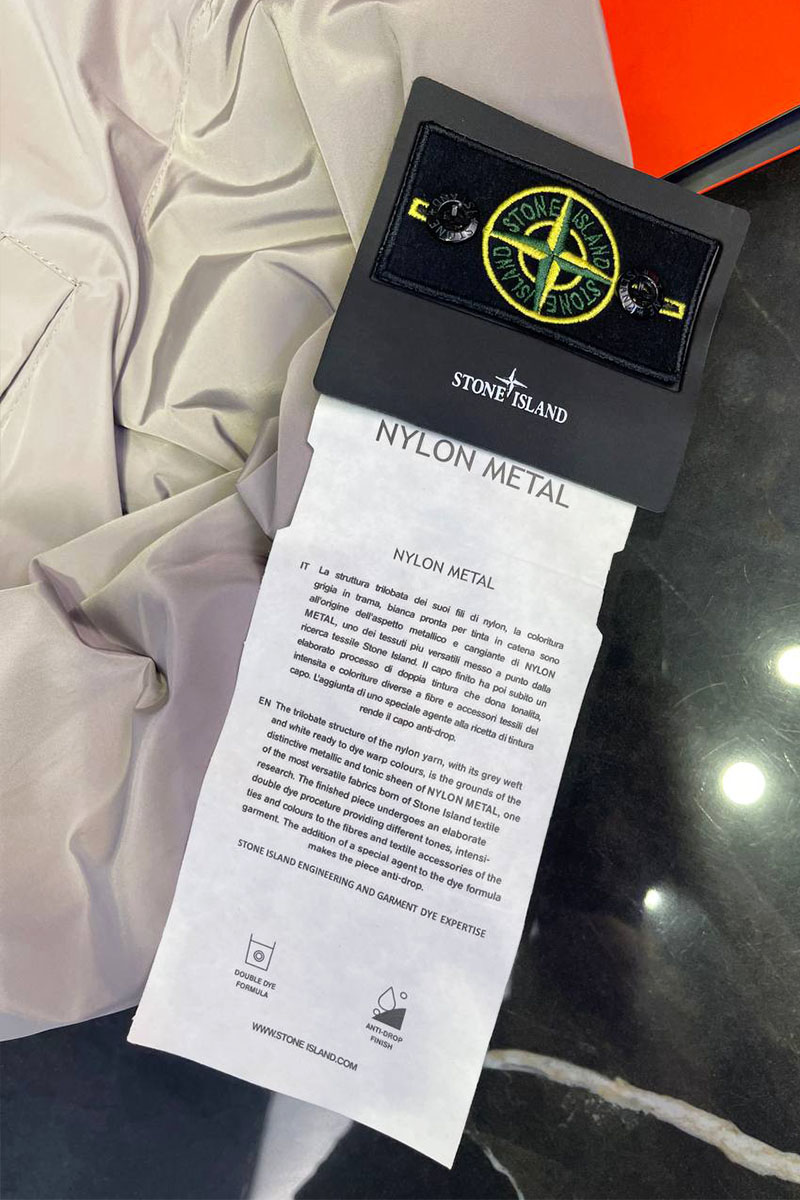 STONE ISLAND STONE ISLAND
STONE ISLAND
NYLON METAL
NYLON METAL
IT La struttura trilobata dei suoi fili di nylon, la coloritura
grigia in trama, bianca pronta per tinta in catena sono
all'origine dell'aspetto metallico e cangiante di NYLON
METAL, uno dei tessuti piu versatili messo a punto dalla
ricerca tessile Stone Island. Il capo finito ha poi subito un
elaborato processo di doppia tintura che dona tonalita,
intensita e coloriture diverse a fibre e accessori tessili del
capo. L'aggiunta di uno speciale agente alla ricetta di tintura
rende il capo anti-drop.
EN The trilobate structure of the nylon yarn, with its grey weft
and white ready to dye warp colours, is the grounds of the
distinctive metallic and tonic sheen of NYLON METAL, one
of the most versatile fabrics born of Stone Island textile
research. The finished piece undergoes an elaborate
double dye proceture providing different tones, intensi-
ties and colours to the fibres and textile accessories of the
garment. The addition of a special agent to the dye formula
makes the piece anti-drop.
STONE ISLAND ENGINEERING AND GARMENT DYE EXPERTISE
DOUBLE DYE
FORMULA
ANTI-DROP
FINISH
WWW.STONE ISLAND.COM